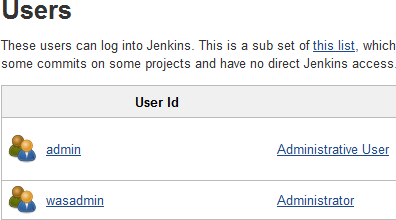 Users
These users can log into Jenkins. This is a sub set of this list, which
some commits on some projects and have no direct Jenkins access.
User Id
admin Administrative User
wasadmin Administrator